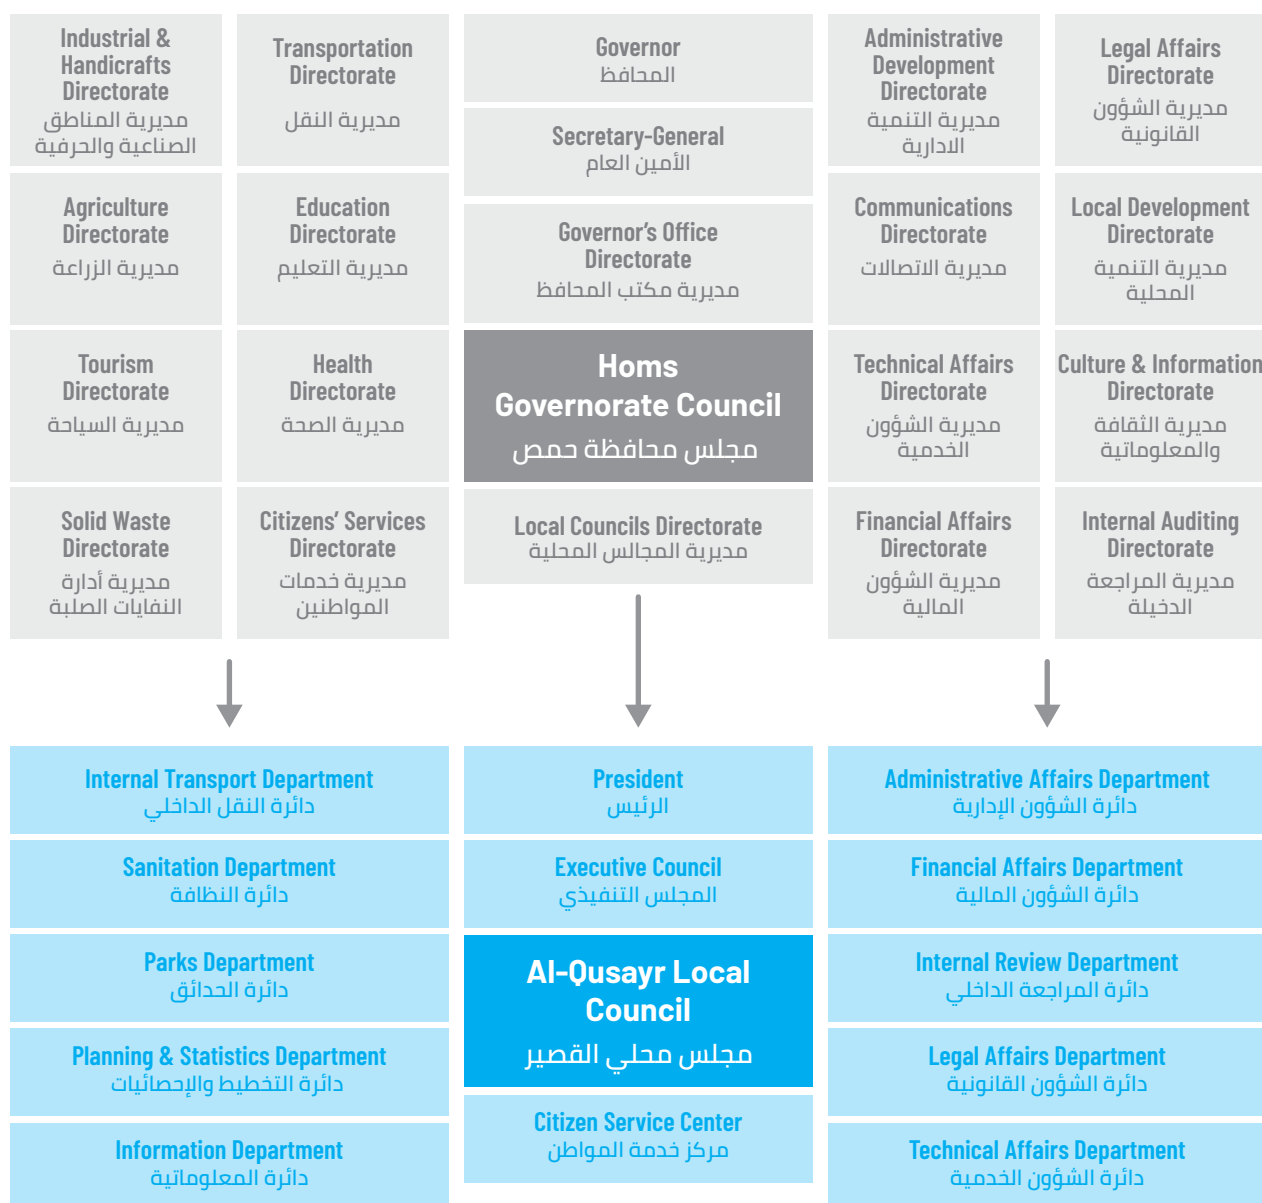 Industrial &
Handicrafts
Directorate
مديرية المناطق
الصناعية والحرفية
Transportation
Directorate
مديرية النقل
Governor
المحافظ
Administrative
Development
Directorate
مديرية التنمية
الادارية
Legal Affairs
Directorate
مديرية الشؤون
القانونية
Secretary-General
الأمين العام
Agriculture
Directorate
مديرية الزراعة
Education
Directorate
مديرية التعليم
Governor's Office
Directorate
مديرية مكتب المحافظ
Communications
Directorate
مديرية الاتصالات
Local Development
Directorate
مديرية التنمية
المحلية
Tourism
Directorate
مديرية السياحة
Health
Directorate
مديرية الصحة
Homs
Governorate Council
مجلس محافظة حمص
Technical Affairs
Directorate
مديرية الشؤون
الخدمية
Culture & Information
Directorate
مديرية الثقافة
والمعلوماتية
Solid Waste
Directorate
مديرية أدارة
النفايات الصلبة
Citizens' Services
Directorate
مديرية خدمات
المواطنين
Local Councils Directorate
مديرية المجالس المحلية
Financial Affairs
Directorate
مديرية الشؤون
المالية
Internal Auditing
Directorate
مديرية المراجعة
الدخيلة
Internal Transport Department
دائرة النقل الداخلي
President
الرئيس
Administrative Affairs Department
دائرة الشؤون الإدارية
Sanitation Department
دائرة النظافة
Executive Council
المجلس التنفيذي
Financial Affairs Department
دائرة الشؤون المالية
Parks Department
دائرة الحدائق
Al-Qusayr Local
Council
مجلس محلي القصير
Internal Review Department
دائرة المراجعة الداخلي
Planning & Statistics Department
دائرة التخطيط والإحصائيات
Legal Affairs Department
دائرة الشؤون القانونية
Information Department
دائرة المعلوماتية
Citizen Service Center
مركز خدمة المواطن
Technical Affairs Department
دائرة الشؤون الخدمية